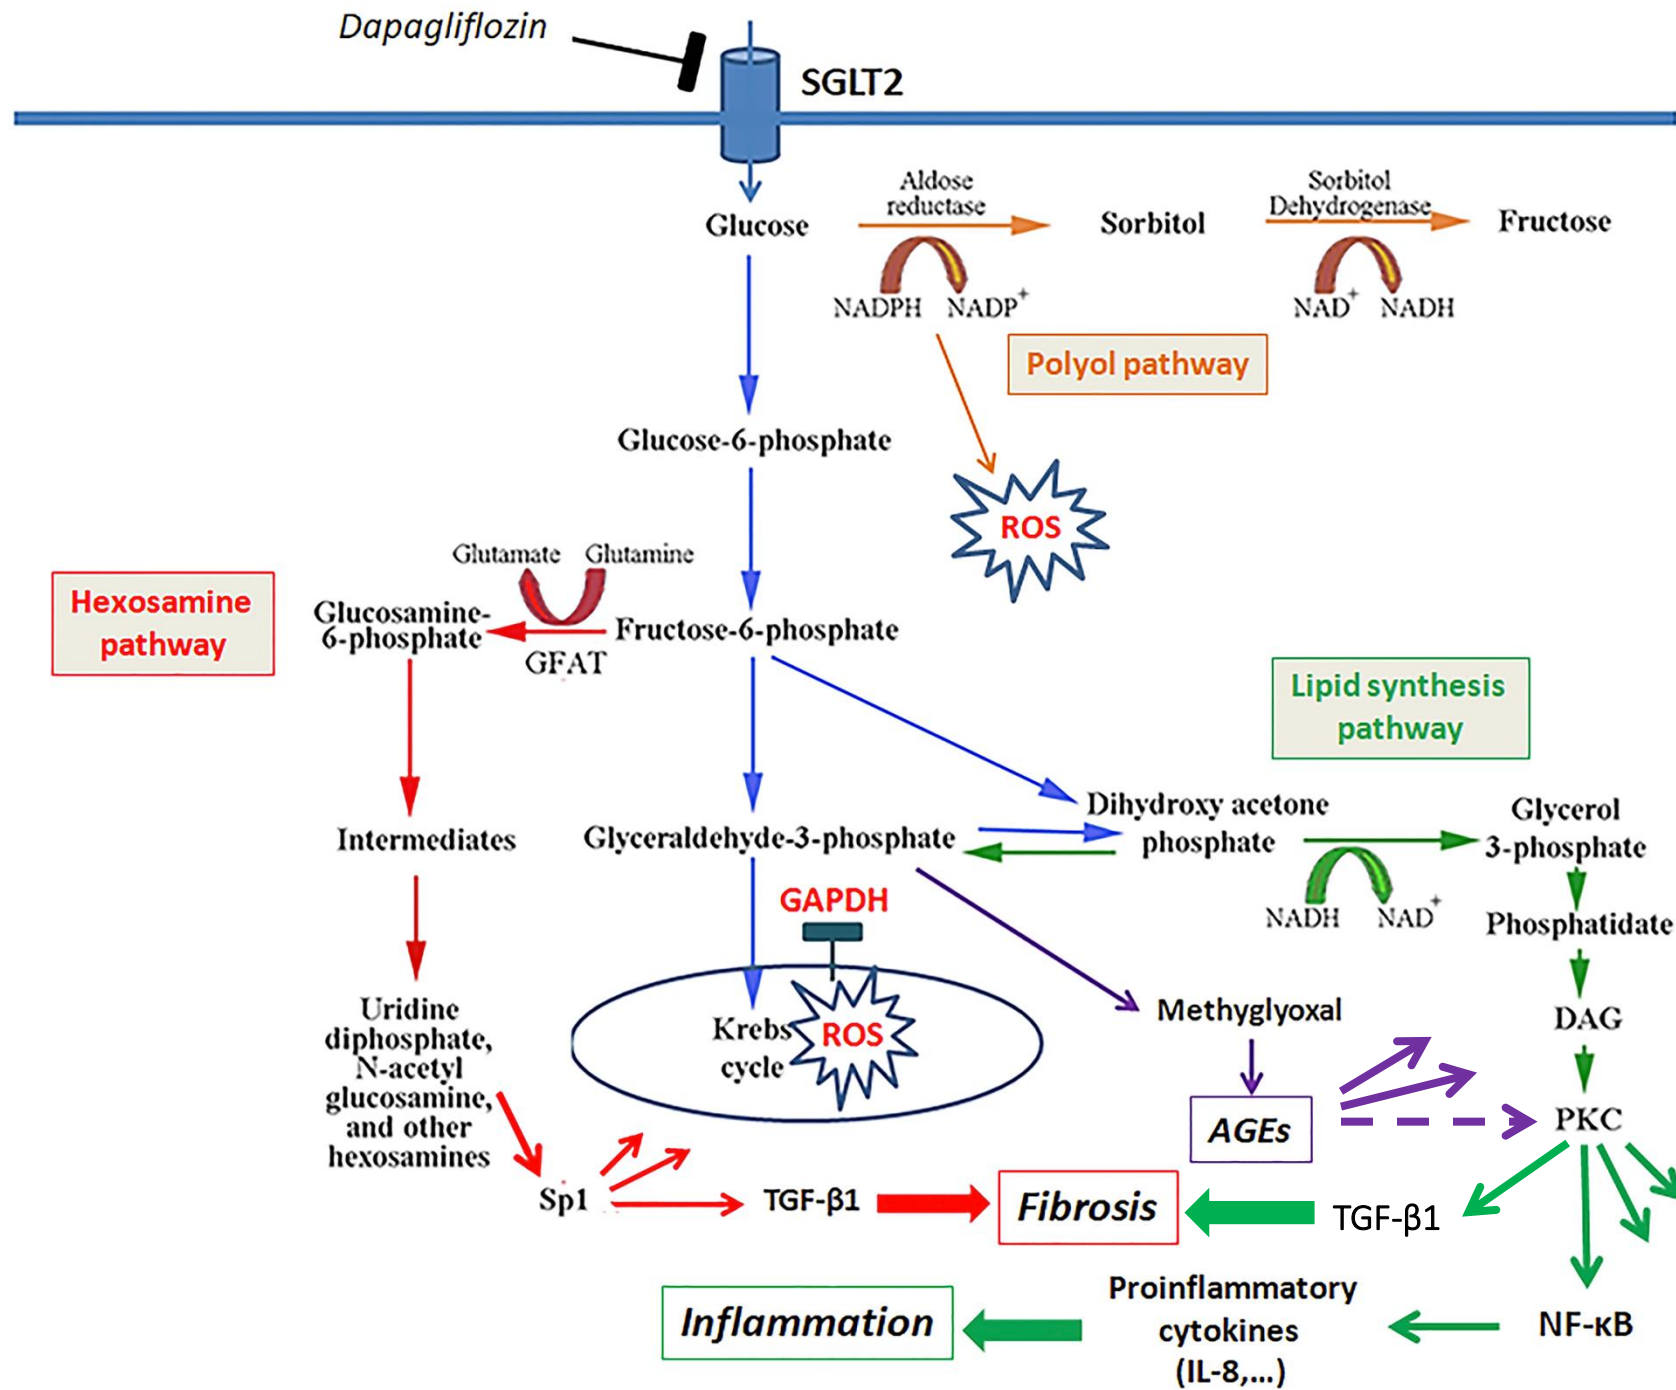 Dapagliflozin
SGLT2
Glucose
Aldose
reductase
Sorbitol
Sorbitol
Dehydrogenase
Fructose
NADPH
NADP+
NAD+
NADH
Polyol pathway
Glucose-6-phosphate
ROS
Hexosamine
pathway
Glutamate
Glutamine
Glucosamine-
6-phosphate
GFAT
Fructose-6-phosphate
Lipid synthesis
pathway
Intermediates
Glyceraldehyde-3-phosphate
Dihydroxy acetone
phosphate
Glycerol
3-phosphate
GAPDH
NADH
NAD+
Phosphatidate
Uridine
diphosphate,
N-acetyl
glucosamine,
and other
hexosamines
Krebs
cycle
ROS
Methyglyoxal
DAG
AGEs
PKC
Sp1
TGF-β1
Fibrosis
TGF-β1
Inflammation
Proinflammatory
cytokines
(IL-8,...)
NF-κB